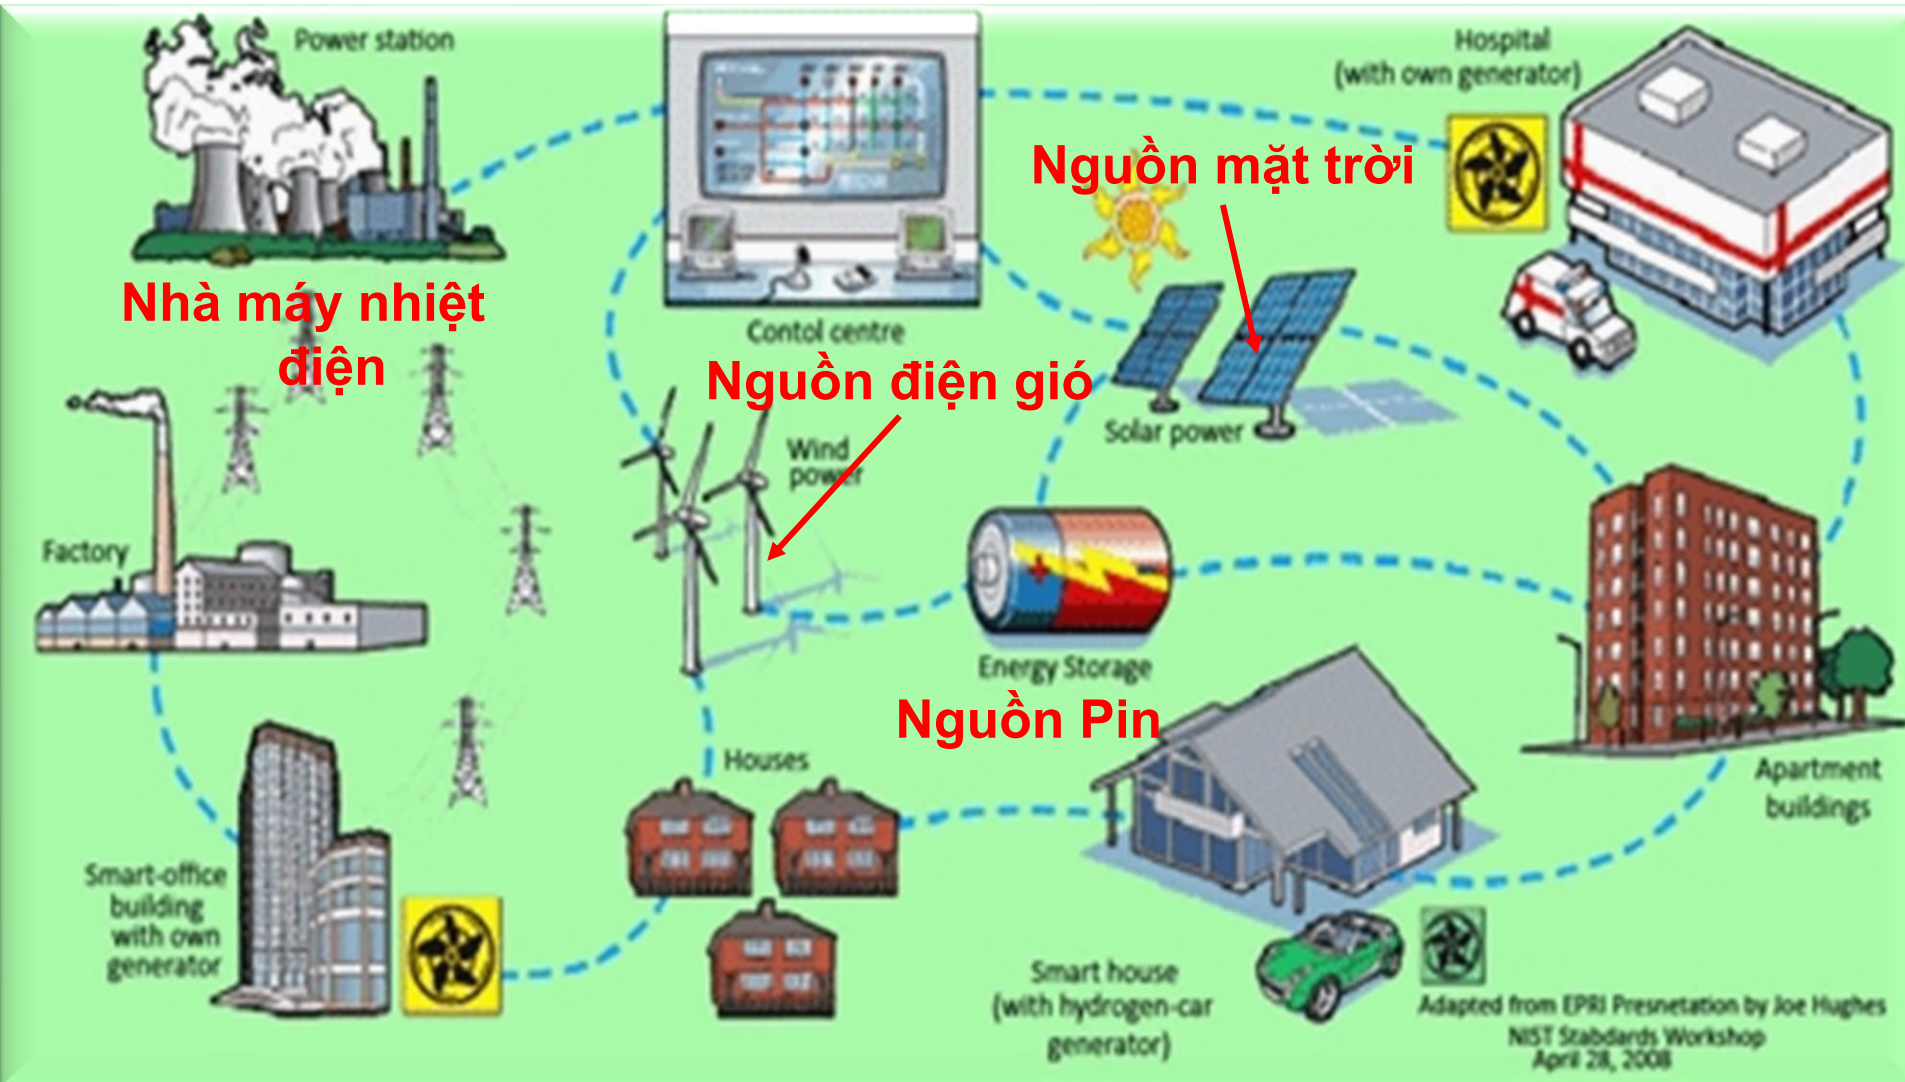 Power station
Hospital
(with own generator)
Nguồn mặt trời
Nhà máy nhiệt
điện
Contol centre
Nguồn điện gió
Solar power
Wind
power
Factory
Energy Storage
Nguồn Pin
Houses
Apartment
buildings
Smart-office
building
with own
generator
Smart house
(with hydrogen-car
generator)
Adapted from EPRI Presnetation by Joe Hughes
NIST Stabdards Workshop
April 28, 2008